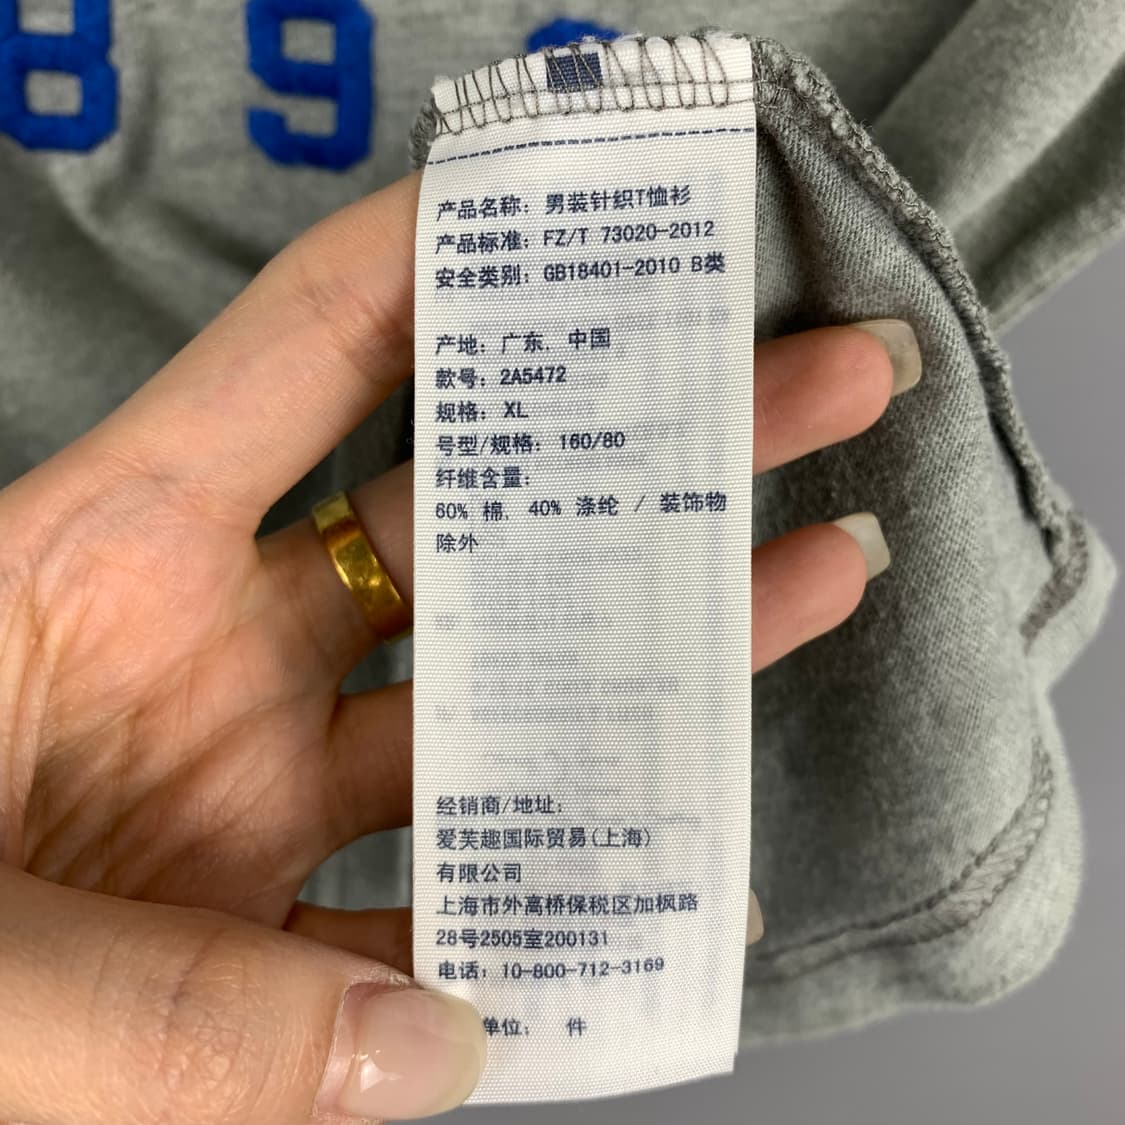 89
产品名称: 男装针织T恤衫
产品标准: FZ/T 73020-2012
安全类别: GB18401-2010 B类
产地: 广东, 中国
款号: 2A5472
规格: XL
号型/规格: 160/80
纤维含量:
60% 棉, 40% 涤纶 / 装饰物
除外
经销商/地址:
爱芙趣国际贸易(上海)
有限公司
上海市外高桥保税区加枫路
28号2505室200131
电话: 10-800-712-3169
单位: 件